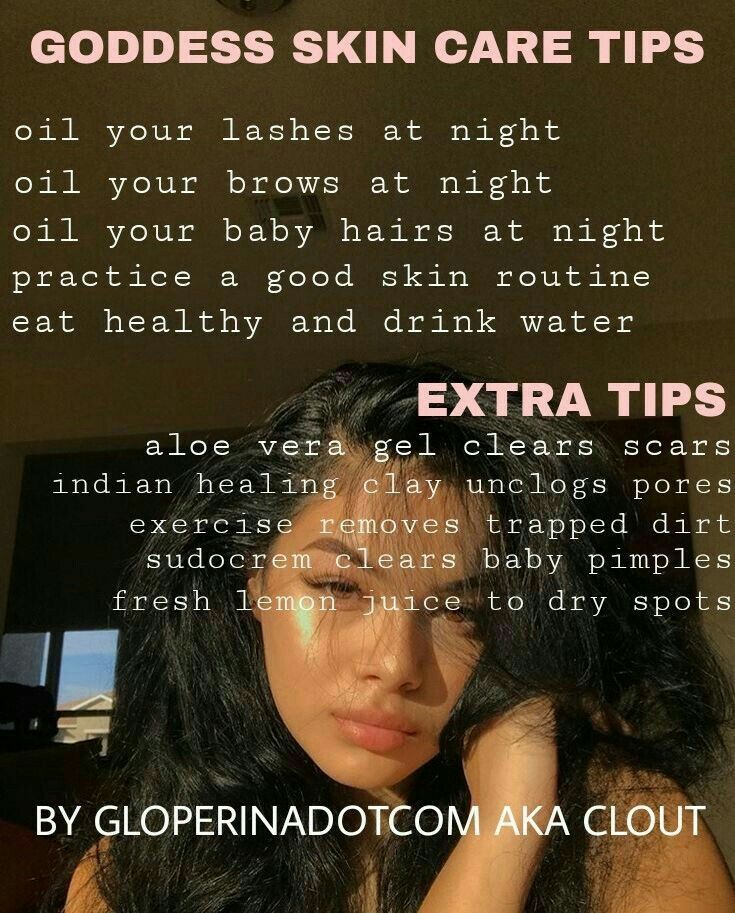 GODDESS SKIN CARE TIPS
oil your lashes at night
oil your brows at night
oil your baby hairs at night
practice a good skin routine
eat healthy and drink water
EXTRA TIPS
aloe vera gel clears scars
indian healing clay unclogs pores
exercise removes trapped dirt
sudocrem clears baby pimples
fresh lemon juice to dry spots
BY GLOPERINADOTCOM AKA CLOUT